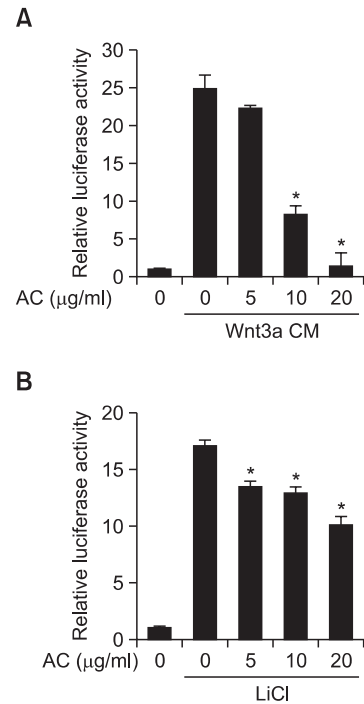 A
Relative luciferase activity
30
25
20
15
10
5
0
*
*
AC (μg/ml) 0 0 5 10 20
Wnt3a CM
B
Relative luciferase activity
20
15
10
5
0
* * *
AC (μg/ml) 0 0 5 10 20
LiCl